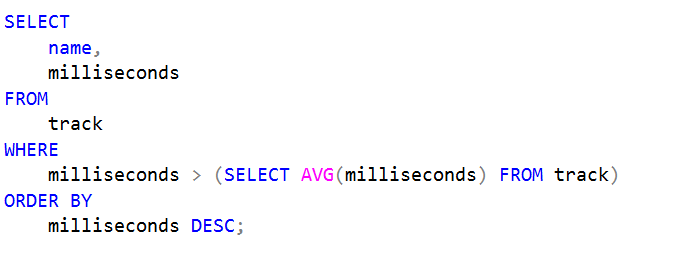 SELECT
    name,
    milliseconds
FROM
    track
WHERE
    milliseconds > (SELECT AVG(milliseconds) FROM track)
ORDER BY
    milliseconds DESC;